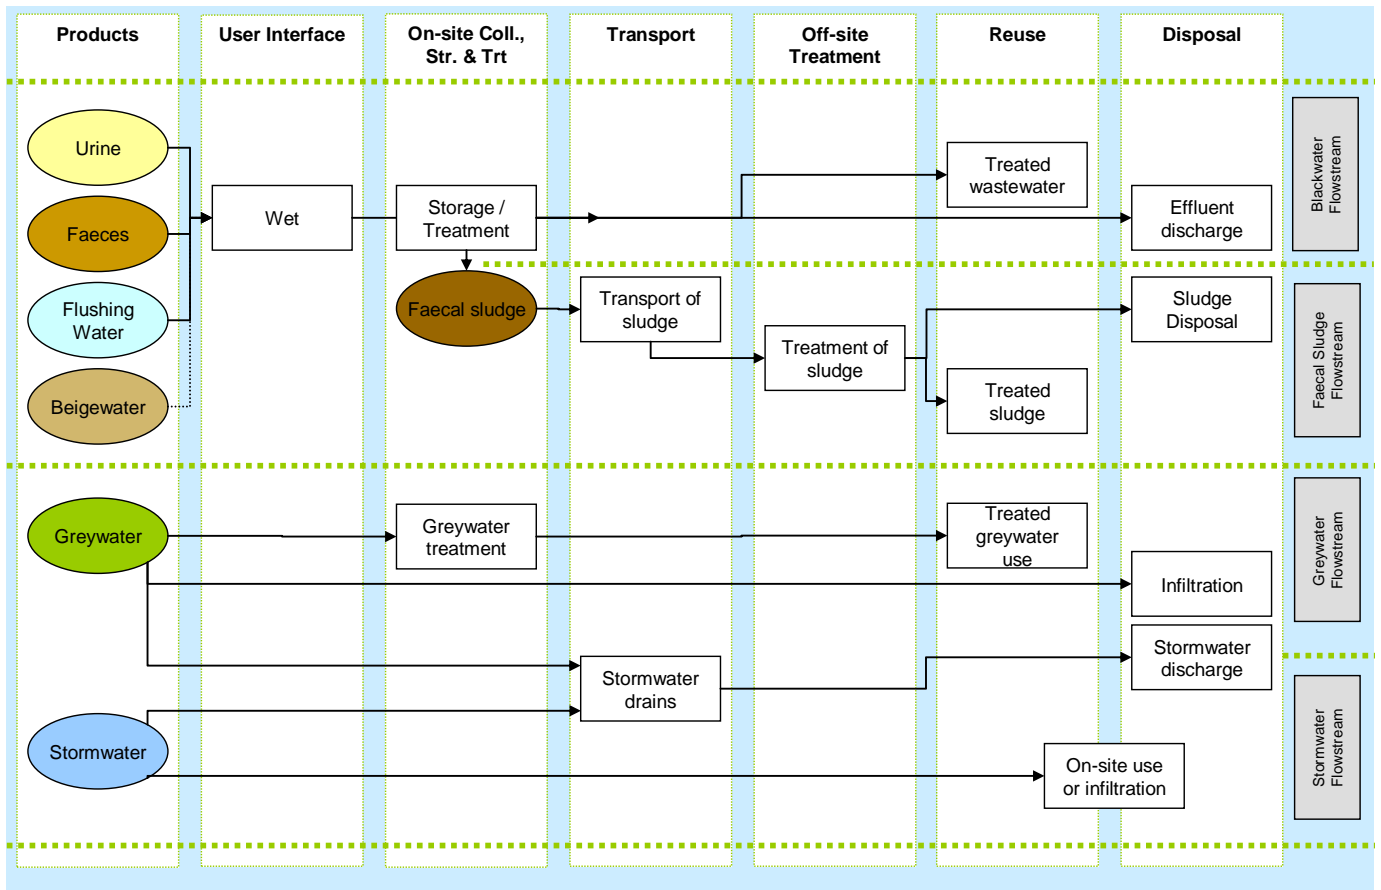 Products
User Interface
On-site Coll.,
Str. & Trt
Transport
Off-site
Treatment
Reuse
Disposal
Urine
Faeces
Flushing
Water
Beigewater
Wet
Storage /
Treatment
Treated
wastewater
Effluent
discharge
Blackwater
Flowstream
Faecal sludge
Transport of
sludge
Treatment of
sludge
Sludge
Disposal
Treated
sludge
Faecal Sludge
Flowstream
Greywater
Greywater
treatment
Treated
greywater
use
Infiltration
Greywater
Flowstream
Stormwater
drains
Stormwater
discharge
Stormwater
On-site use
or infiltration
Stormwater
Flowstream